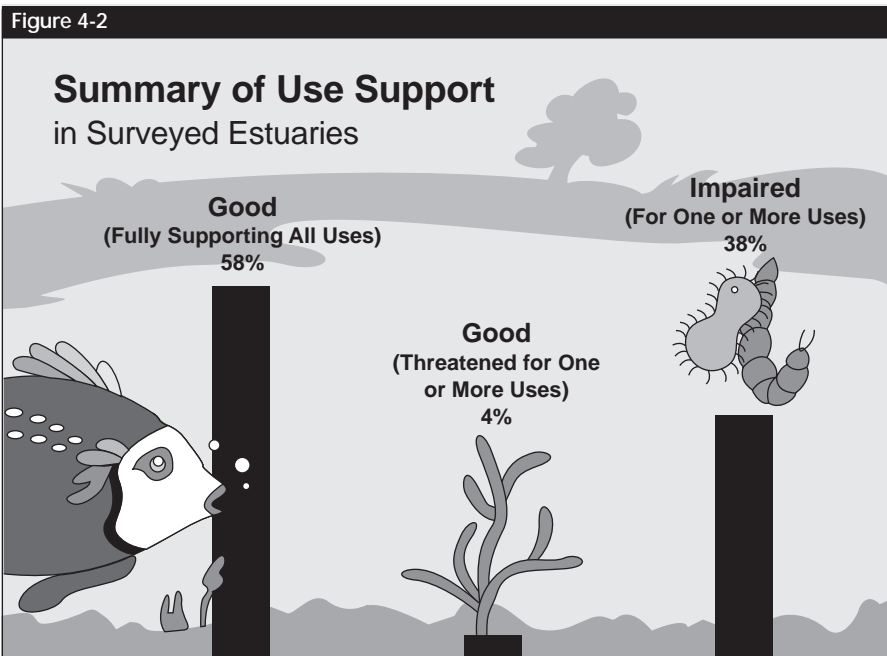 Figure 4-2
Summary of Use Support
in Surveyed Estuaries
Good
(Fully Supporting All Uses)
58%
Good
(Threatened for One
or More Uses)
4%
Impaired
(For One or More Uses)
38%